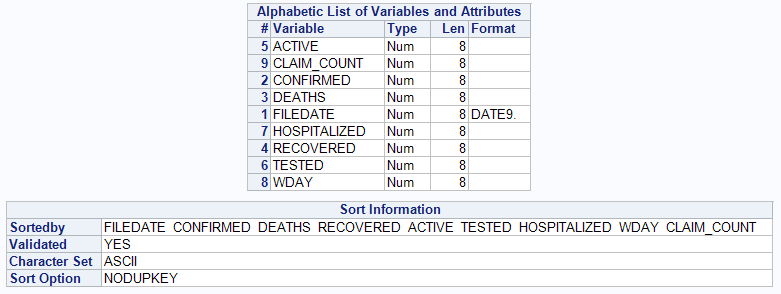 Alphabetic List of Variables and Attributes
# Variable Type Len Format
5 ACTIVE Num 8
9 CLAIM_COUNT Num 8
2 CONFIRMED Num 8
3 DEATHS Num 8
1 FILEDATE Num 8 DATE9.
7 HOSPITALIZED Num 8
4 RECOVERED Num 8
6 TESTED Num 8
8 WDAY Num 8
Sort Information
Sortedby FILEDATE CONFIRMED DEATHS RECOVERED ACTIVE TESTED HOSPITALIZED WDAY CLAIM_COUNT
Validated YES
Character Set ASCII
Sort Option NODUPKEY